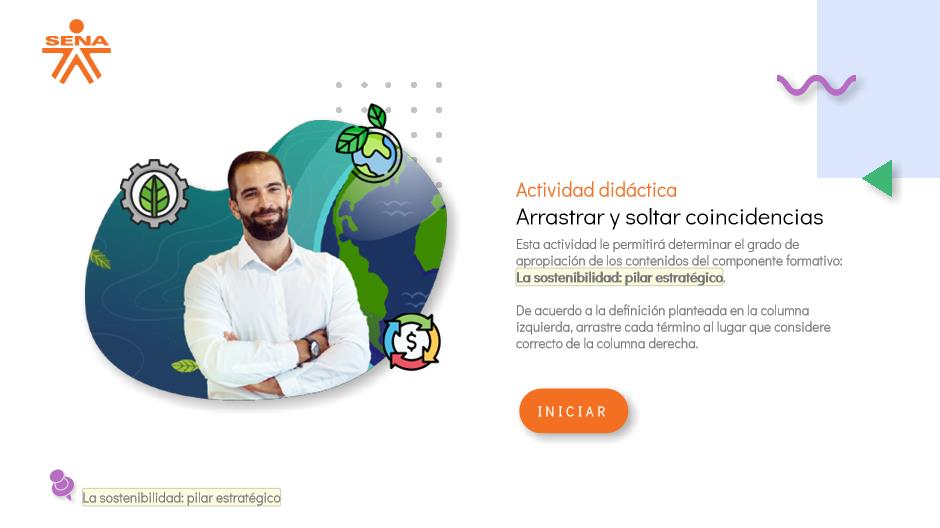 SENA
Actividad didáctica
Arrastrar y soltar coincidencias
Esta actividad le permitirá determinar el grado de
apropiación de los contenidos del componente formativo:
La sostenibilidad: pilar estratégico.
De acuerdo a la definición planteada en la columna
izquierda, arrastre cada término al lugar que considere
correcto de la columna derecha.
INICIAR
$
La sostenibilidad: pilar estratégico